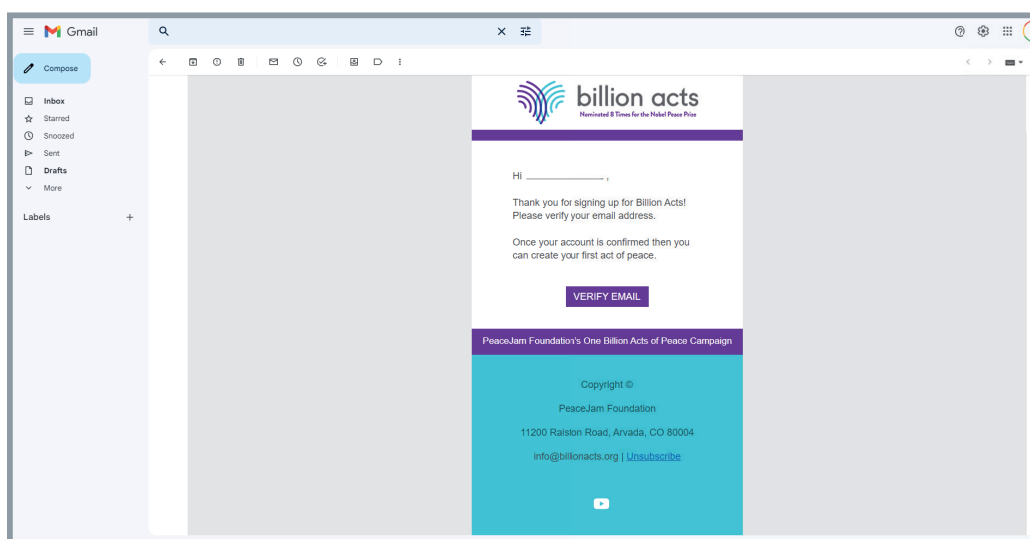 Gmail
Compose
Inbox
Starred
Snoozed
Sent
Drafts
More
Labels
billion acts
Nominated 8 Times for the Nobel Peace Prize
Hi ______________ ,
Thank you for signing up for Billion Acts!
Please verify your email address.
Once your account is confirmed then you
can create your first act of peace.
VERIFY EMAIL
PeaceJam Foundation's One Billion Acts of Peace Campaign
Copyright ©
PeaceJam Foundation
11200 Ralston Road, Arvada, CO 80004
info@billionacts.org | Unsubscribe